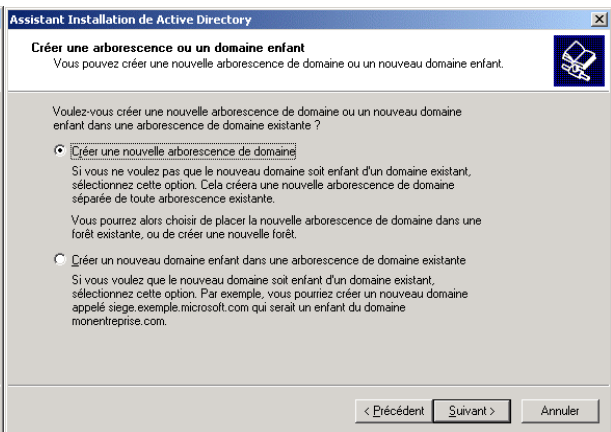 Assistant Installation de Active Directory
Créer une arborescence ou un domaine enfant
Vous pouvez créer une nouvelle arborescence de domaine ou un nouveau domaine enfant.
Voulez-vous créer une nouvelle arborescence de domaine ou un nouveau domaine
enfant dans une arborescence de domaine existante ?
Créer une nouvelle arborescence de domaine
Si vous ne voulez pas que le nouveau domaine soit enfant d'un domaine existant,
sélectionnez cette option. Cela créera une nouvelle arborescence de domaine
séparée de toute arborescence existante.
Vous pourrez alors choisir de placer la nouvelle arborescence de domaine dans une
forêt existante, ou de créer une nouvelle forêt.
Créer un nouveau domaine enfant dans une arborescence de domaine existante
Si vous voulez que le nouveau domaine soit enfant d'un domaine existant,
sélectionnez cette option. Par exemple, vous pourriez créer un nouveau domaine
appelé siege.exemple.microsoft.com qui serait un enfant du domaine
monentreprise.com.
< Précédent
Suivant >
Annuler